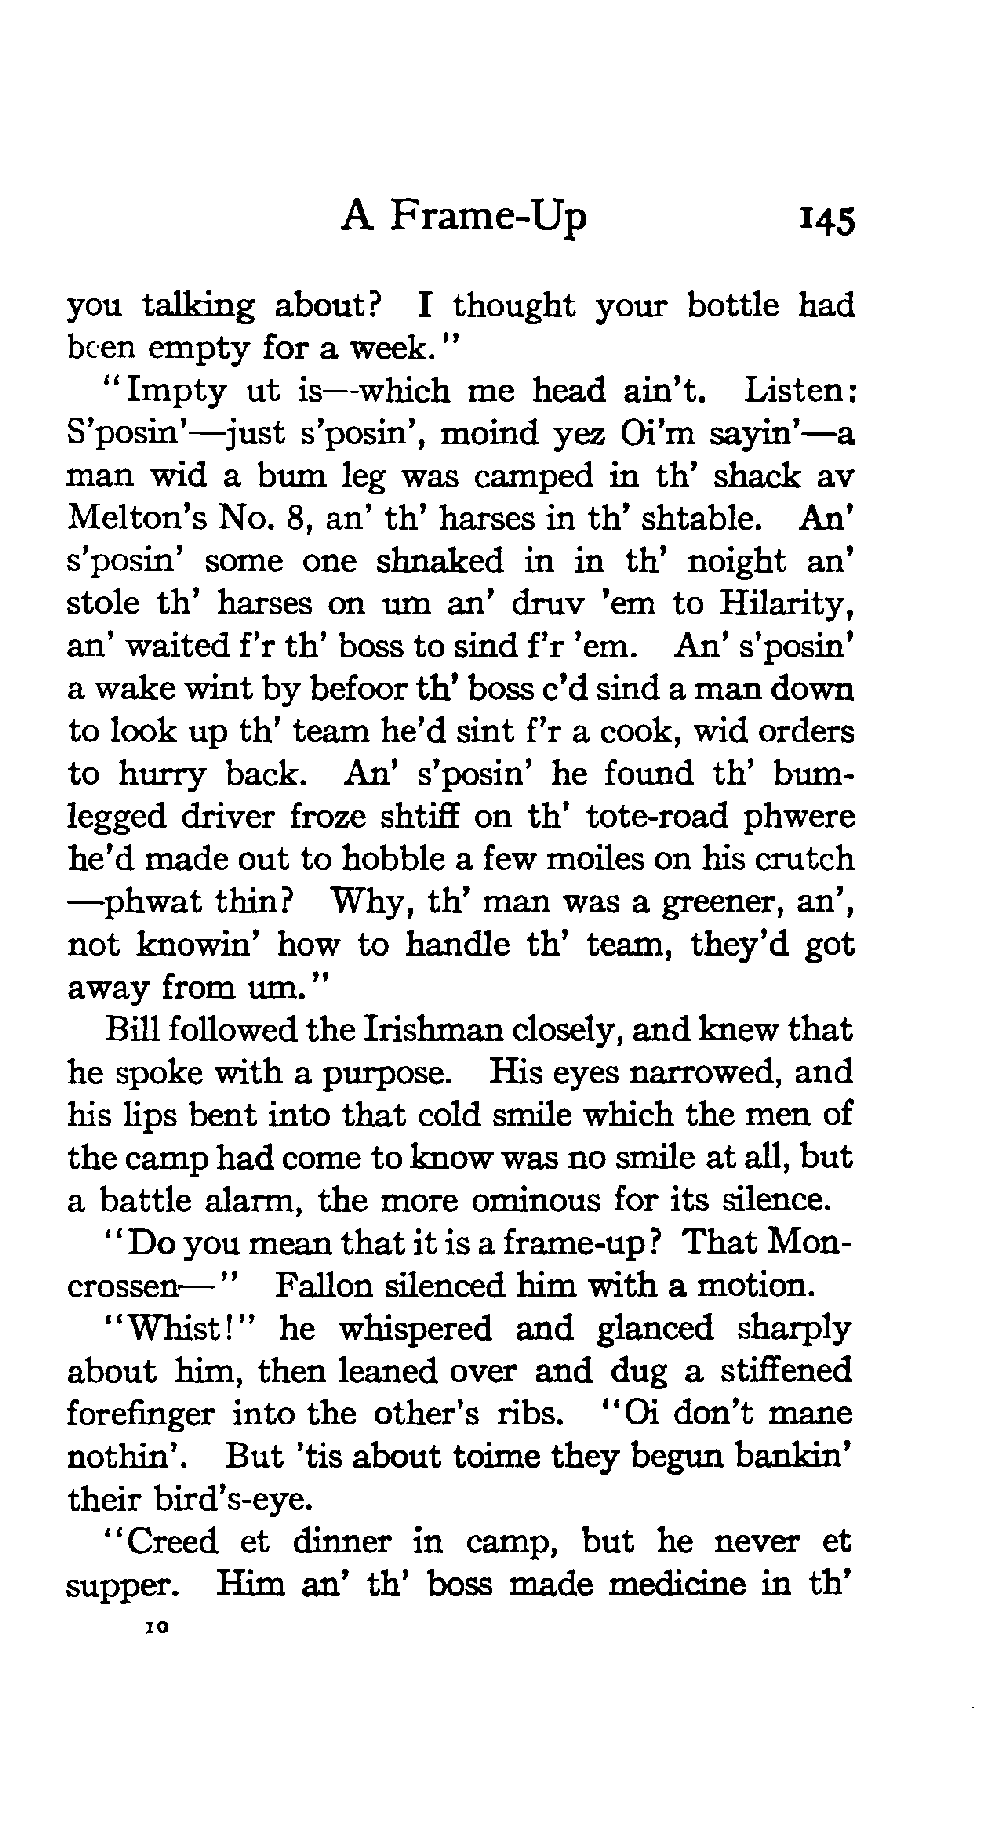 A Frame-Up 145
you talking about? I thought your bottle had
been empty for a week."
"Impty ut is—which me head ain't. Listen:
S'posin'—just s'posin', moind yez Oi'm sayin'—a
man wid a bum leg was camped in th' shack av
Melton's No. 8, an' th' harses in th' shtable. An'
s'posin' some one shnaked in in th' noight an'
stole th' harses on um an' druv 'em to Hilarity,
an' waited f'r th' boss to sind f'r 'em. An' s'posin'
a wake wint by befoor th' boss c'd sind a man down
to look up th' team he'd sint f'r a cook, wid orders
to hurry back. An' s'posin' he found th' bum-
legged driver froze shtiff on th' tote-road phwere
he'd made out to hobble a few moiles on his crutch
—phwat thin? Why, th' man was a greener, an',
not knowin' how to handle th' team, they'd got
away from um."
Bill followed the Irishman closely, and knew that
he spoke with a purpose. His eyes narrowed, and
his lips bent into that cold smile which the men of
the camp had come to know was no smile at all, but
a battle alarm, the more ominous for its silence.
"Do you mean that it is a frame-up? That Mon-
crossen—" Fallon silenced him with a motion.
"Whist!" he whispered and glanced sharply
about him, then leaned over and dug a stiffened
forefinger into the other's ribs. "Oi don't mane
nothin'. But 'tis about toime they begun bankin'
their bird's-eye.
"Creed et dinner in camp, but he never et
supper. Him an' th' boss made medicine in th'
10